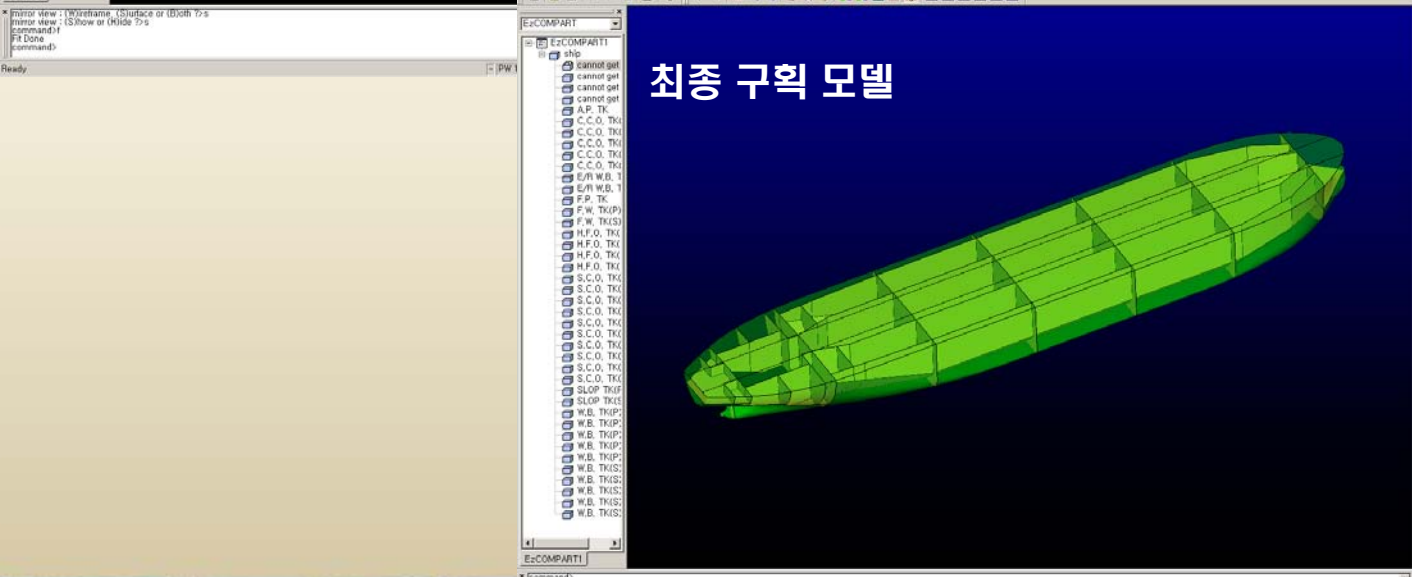 mirror view : (W)ireframe, (S)urface or (B)oth ?>s
mirror view : (S)how or (H)ide ?>s
command>f
Fit Done
command>
Ready
PW 1
EzCOMPART
EzCOMPART1
ship
cannot get
cannot get
cannot get
cannot get
A.P. TK
C.C.O. TK(
C.C.O. TK(
C.C.O. TK(
C.C.O. TK(
C.C.O. TK(
E/R W.B. T
E/R W.B. T
F.P. TK
F.W. TK(P)
F.W. TK(S)
H.F.O. TK(
H.F.O. TK(
H.F.O. TK(
H.F.O. TK(
S.C.O. TK(
S.C.O. TK(
S.C.O. TK(
S.C.O. TK(
S.C.O. TK(
S.C.O. TK(
S.C.O. TK(
S.C.O. TK(
S.C.O. TK(
S.C.O. TK(
SLOP TK(P
SLOP TK(S
W.B. TK(P)
W.B. TK(P)
W.B. TK(P)
W.B. TK(P)
W.B. TK(P)
W.B. TK(S)
W.B. TK(S)
W.B. TK(S)
W.B. TK(S)
W.B. TK(S)
EzCOMPART1
최종 구획 모델
command>